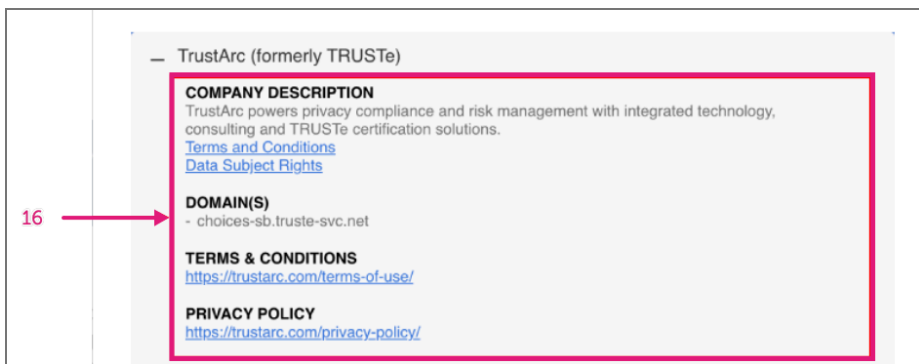 TrustArc (formerly TRUSTe)
COMPANY DESCRIPTION
TrustArc powers privacy compliance and risk management with integrated technology,
consulting and TRUSTe certification solutions.
Terms and Conditions
Data Subject Rights
DOMAIN(S)
16
- choices-sb.truste-svc.net
TERMS & CONDITIONS
https://trustarc.com/terms-of-use/
PRIVACY POLICY
https://trustarc.com/privacy-policy/